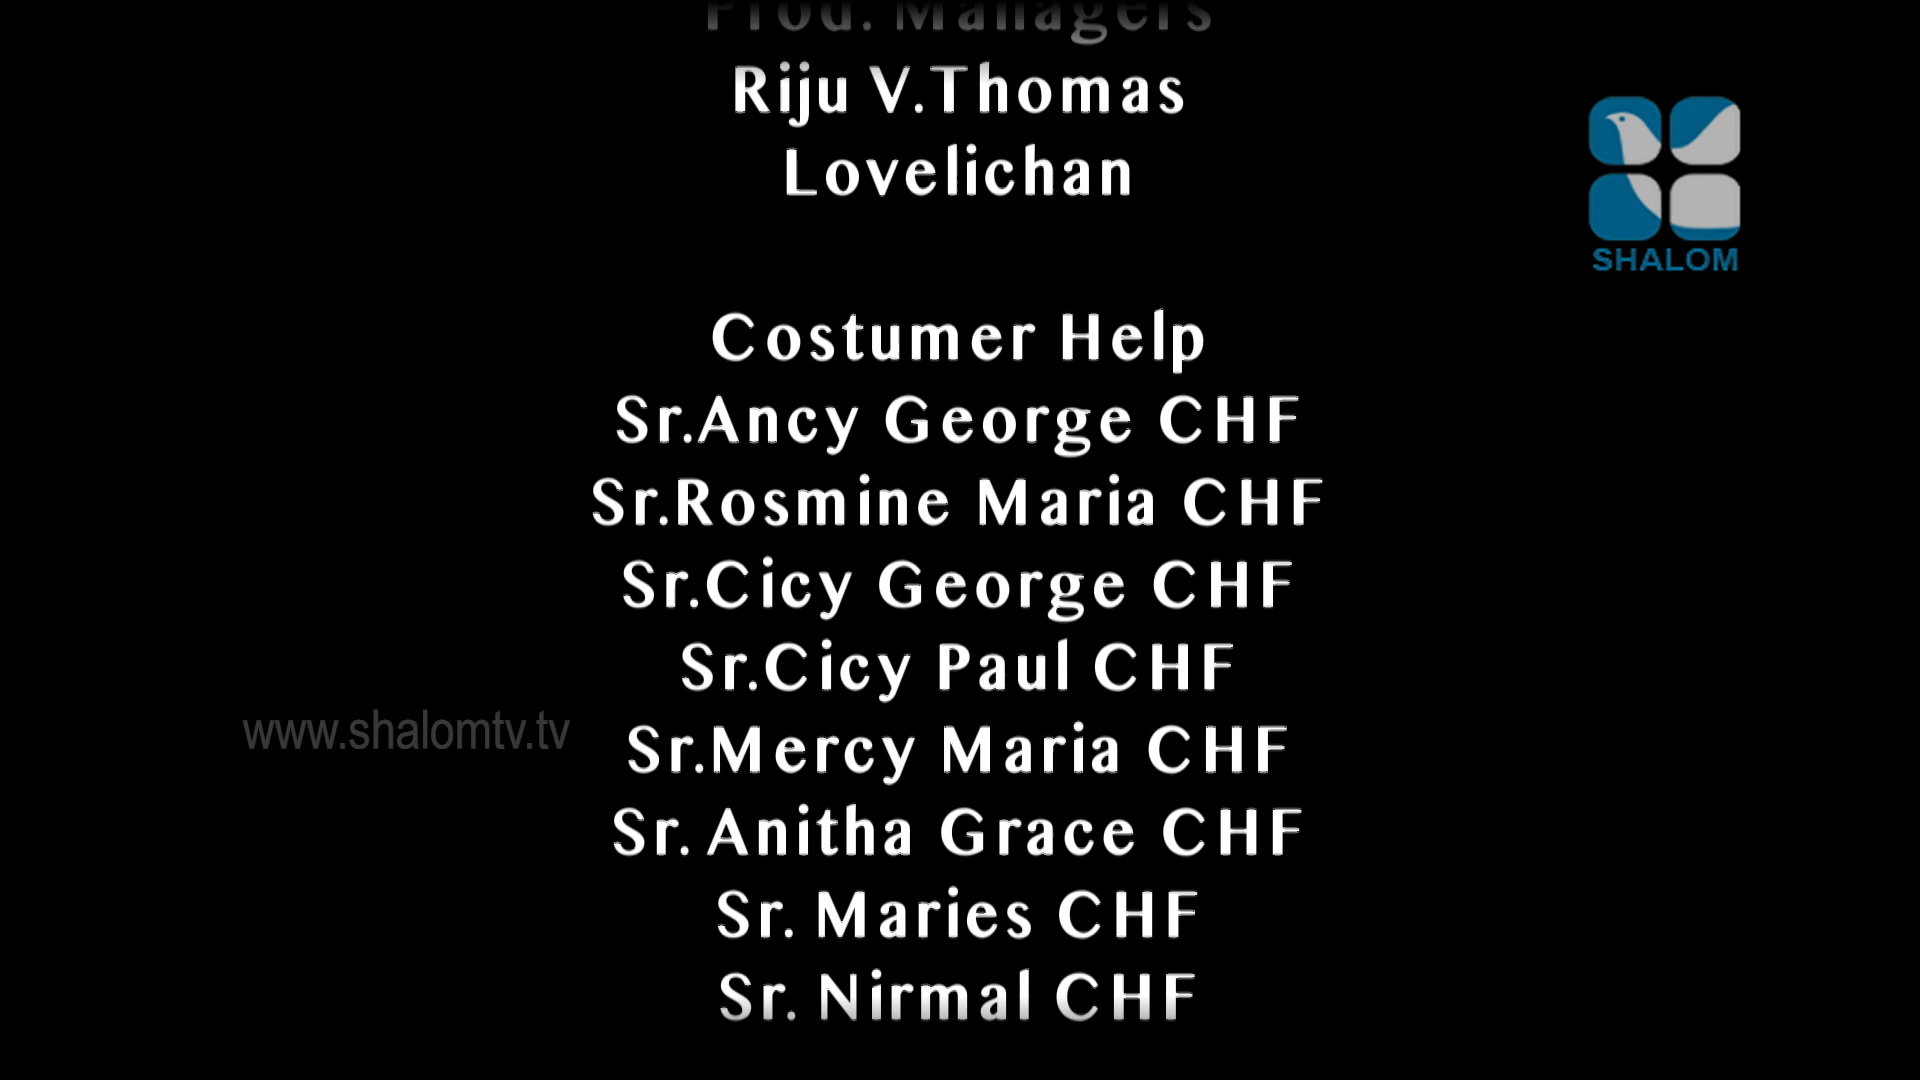 Prod. Managers
Riju V.Thomas
Lovelichan
SHALOM
Costumer Help
Sr.Ancy George CHF
Sr.Rosmine Maria CHF
Sr.Cicy George CHF
Sr.Cicy Paul CHF
www.shalomtv.tv
Sr.Mercy Maria CHF
Sr. Anitha Grace CHF
Sr. Maries CHF
Sr. Nirmal CHF